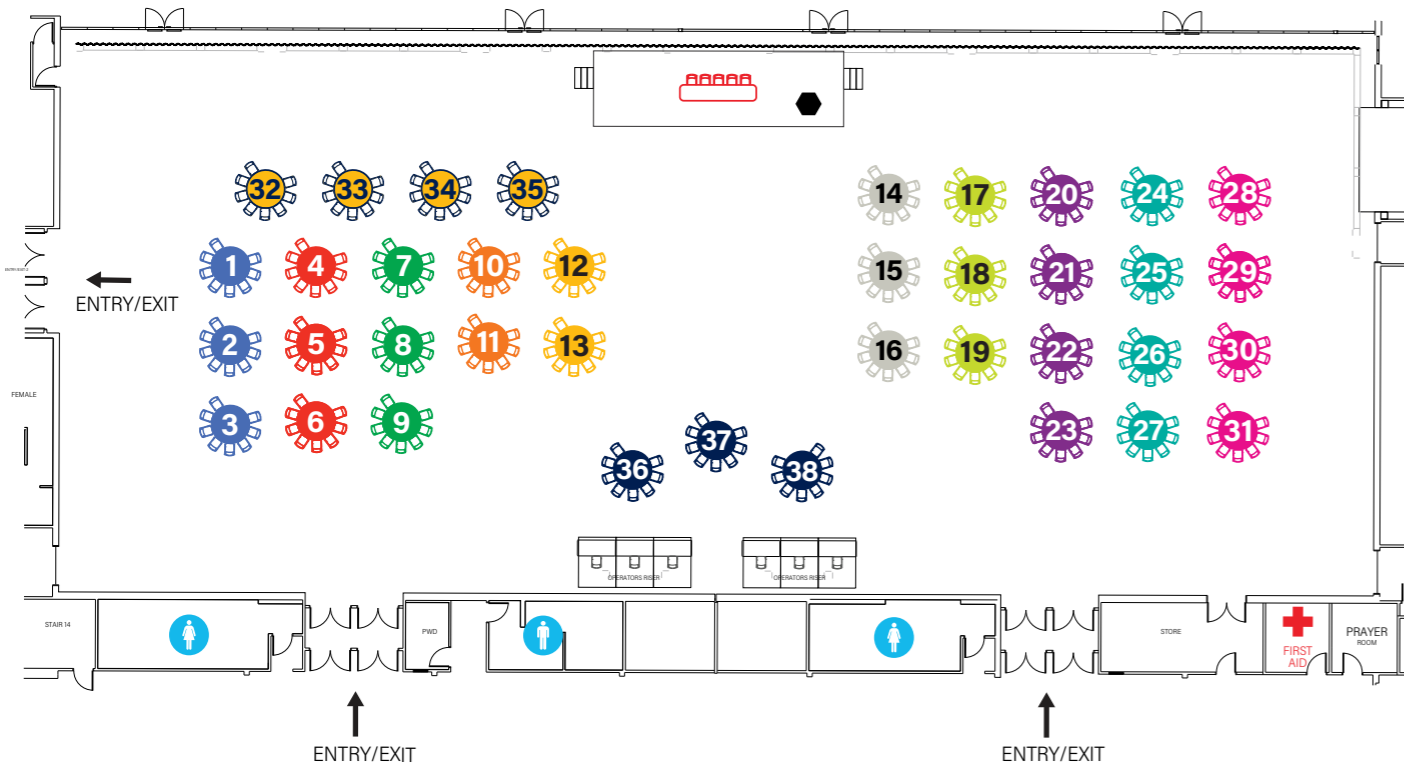 32 33 34 35
14 17 20 24 28
1 4 7 10 12
15 18 21 25 29
ENTRY/EXIT
2 5 8 11 13
16 19 22 26 30
3 6 9
23 27 31
36 37 38
FEMALE
OPERATORS RISER
OPERATORS RISER
STAIR 14
PWD
STORE
FIRST
AID
PRAYER
ROOM
ENTRY/EXIT
ENTRY/EXIT